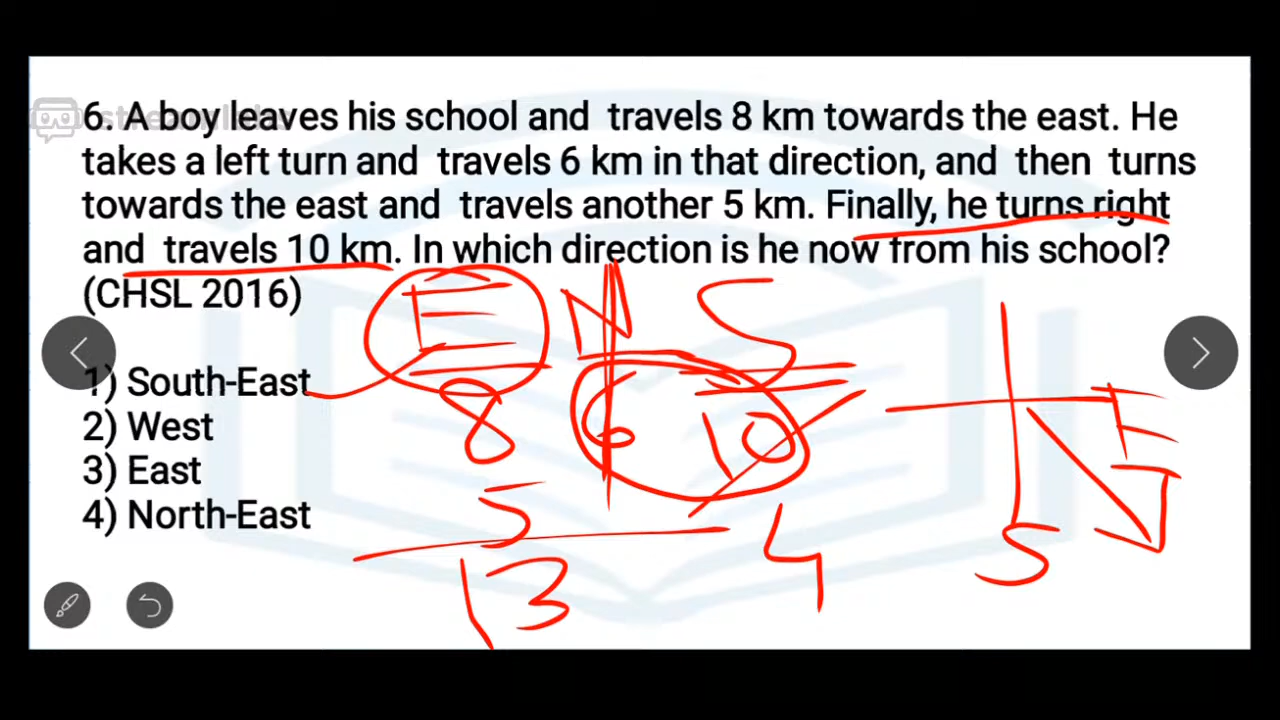 6. A boy leaves his school and travels 8 km towards the east. He
takes a left turn and travels 6 km in that direction, and then turns
towards the east and travels another 5 km. Finally, he turns right
and travels 10 km. In which direction is he now from his school?
(CHSL 2016)
E N S
1) South-East
8 6 10
2) West
E
3) East
4) North-East
5
4 S
13